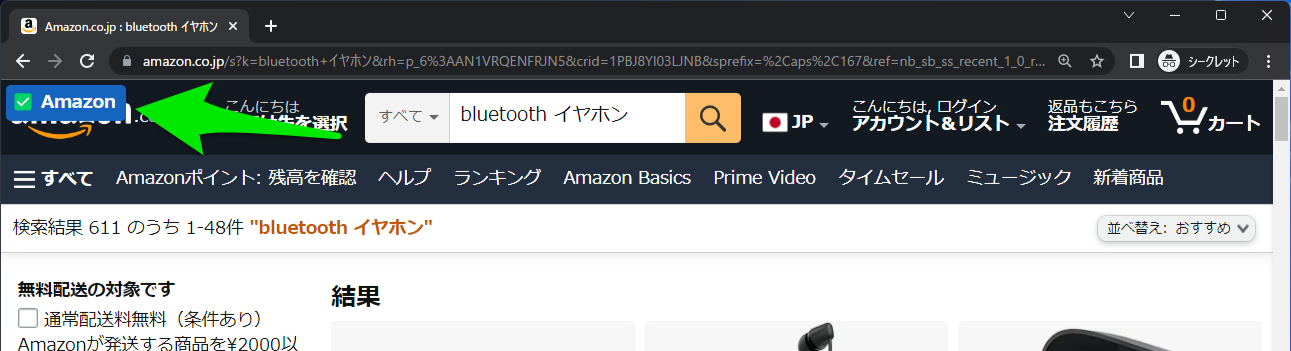 Amazon.co.jp : bluetooth イヤホン
amazon.co.jp/s?k=bluetooth+イヤホン/&rh=p_6%3AAN1VRQENFRJN5&crid=1PBJ8YI03LJNB&sprefix=%2Caps%2C167&ref=nb_sb_ss_recent_1_0_r...
シークレット
Amazon
こんにちは
を選択
すべて
bluetooth イヤホン
JP
こんにちは, ログイン
アカウント&リスト
返品もこちら
注文履歴
0
カート
すべて
Amazonポイント: 残高を確認
ヘルプ
ランキング
Amazon Basics
Prime Video
タイムセール
ミュージック
新着商品
検索結果 611 のうち 1-48件 "bluetooth イヤホン"
並べ替え: おすすめ
無料配送の対象です
通常配送料無料（条件あり）
Amazonが発送する商品を¥2000以
結果